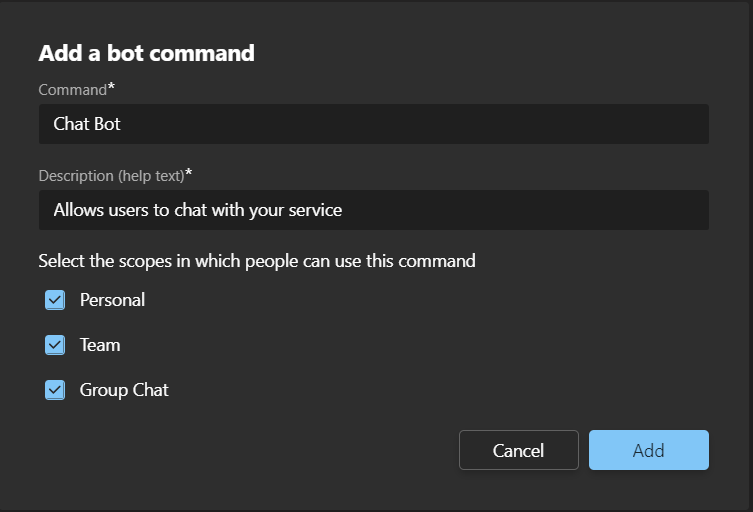 Add a bot command
Command*
Chat Bot
Description (help text)*
Allows users to chat with your service
Select the scopes in which people can use this command
Personal
Team
Group Chat
Cancel Add